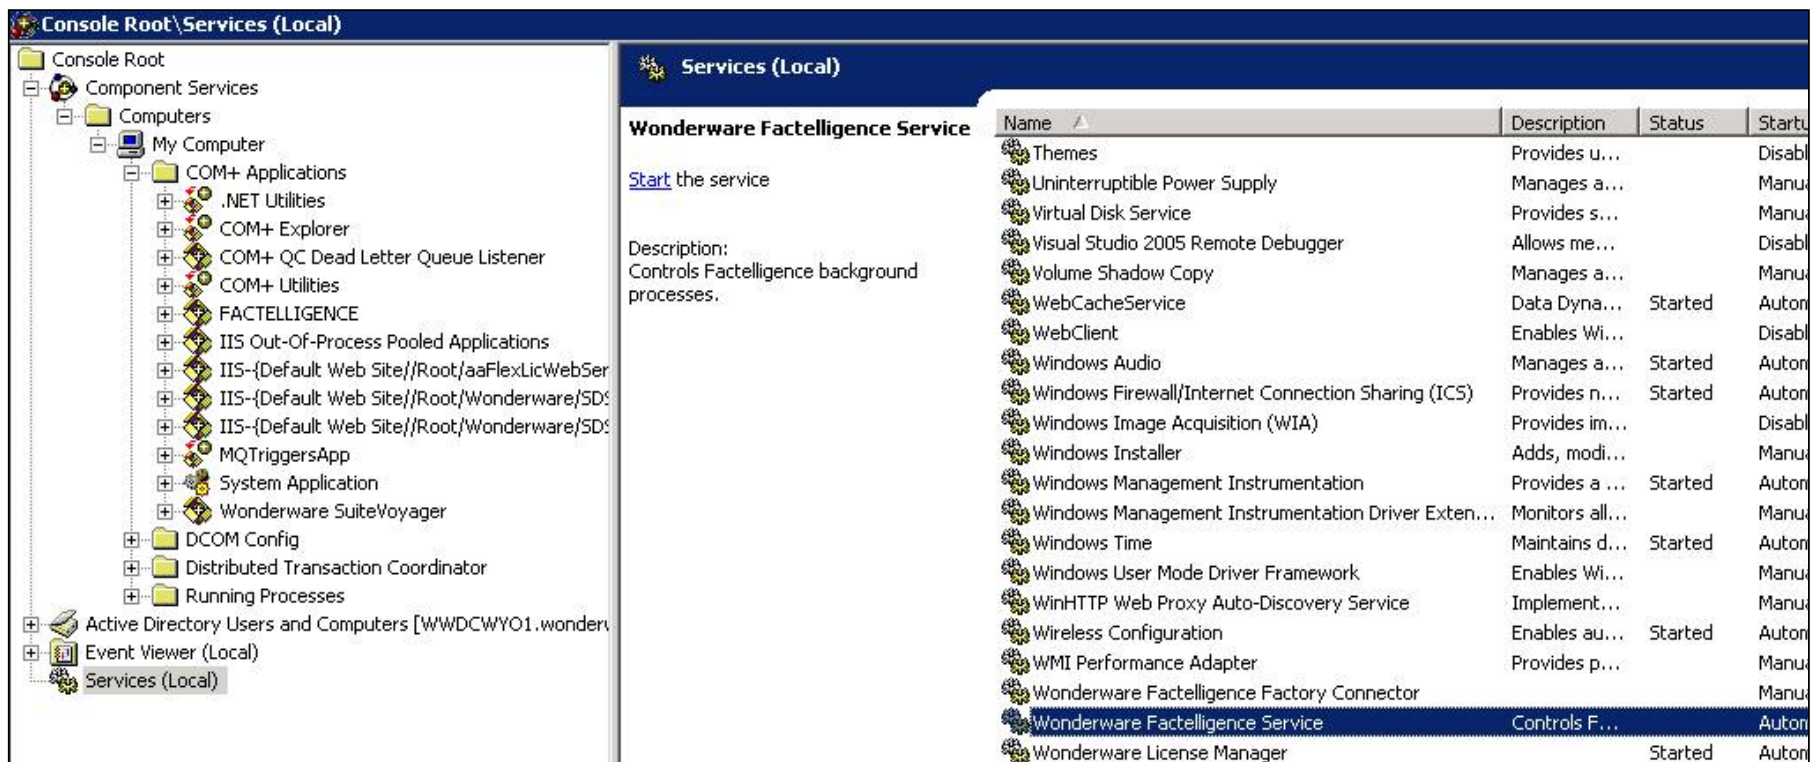 Console Root\Services (Local)
Console Root
Component Services
Computers
My Computer
COM+ Applications
.NET Utilities
COM+ Explorer
COM+ QC Dead Letter Queue Listener
COM+ Utilities
FACTELLIGENCE
IIS Out-Of-Process Pooled Applications
IIS-{Default Web Site//Root/aaFlexLicWebSer
IIS-{Default Web Site//Root/Wonderware/SDS
IIS-{Default Web Site//Root/Wonderware/SDS
MQTriggersApp
System Application
Wonderware SuiteVoyager
DCOM Config
Distributed Transaction Coordinator
Running Processes
Active Directory Users and Computers [WWDCWYO1.wonderw
Event Viewer (Local)
Services (Local)
Services (Local)
Wonderware Factelligence Service
Start the service
Description:
Controls Factelligence background
processes.
Name Description Status Startu
Themes Provides u... Disabl
Uninterruptible Power Supply Manages a... Manua
Virtual Disk Service Provides s... Manua
Visual Studio 2005 Remote Debugger Allows me... Disabl
Volume Shadow Copy Manages a... Manua
WebCacheService Data Dyna... Started Autom
WebClient Enables Wi... Disabl
Windows Audio Manages a... Started Autom
Windows Firewall/Internet Connection Sharing (ICS) Provides n... Started Autom
Windows Image Acquisition (WIA) Provides im... Disabl
Windows Installer Adds, modi... Manua
Windows Management Instrumentation Provides a ... Started Autom
Windows Management Instrumentation Driver Exten... Monitors all... Manua
Windows Time Maintains d... Started Autom
Windows User Mode Driver Framework Enables Wi... Manua
WinHTTP Web Proxy Auto-Discovery Service Implement... Manua
Wireless Configuration Enables au... Started Autom
WMI Performance Adapter Provides p... Manua
Wonderware Factelligence Factory Connector Manua
Wonderware Factelligence Service Controls F... Autom
Wonderware License Manager Started Autom